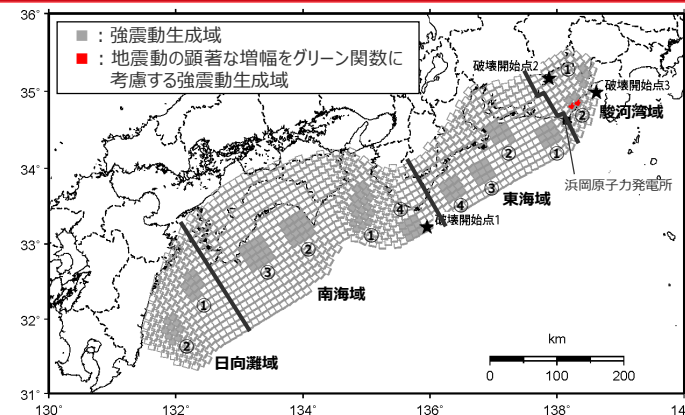 36°
35°
34°
33°
32°
31°
■ : 強震動生成域
■ : 地震動の顕著な増幅をグリーン関数に
考慮する強震動生成域
破壊開始点2
①
破壊開始点3
②
駿河湾域
②
①
浜岡原子力発電所
③
東海域
④
④
破壊開始点1
①
②
③
南海域
①
②
日向灘域
km
0 100 200
130° 132° 134° 136° 138° 14